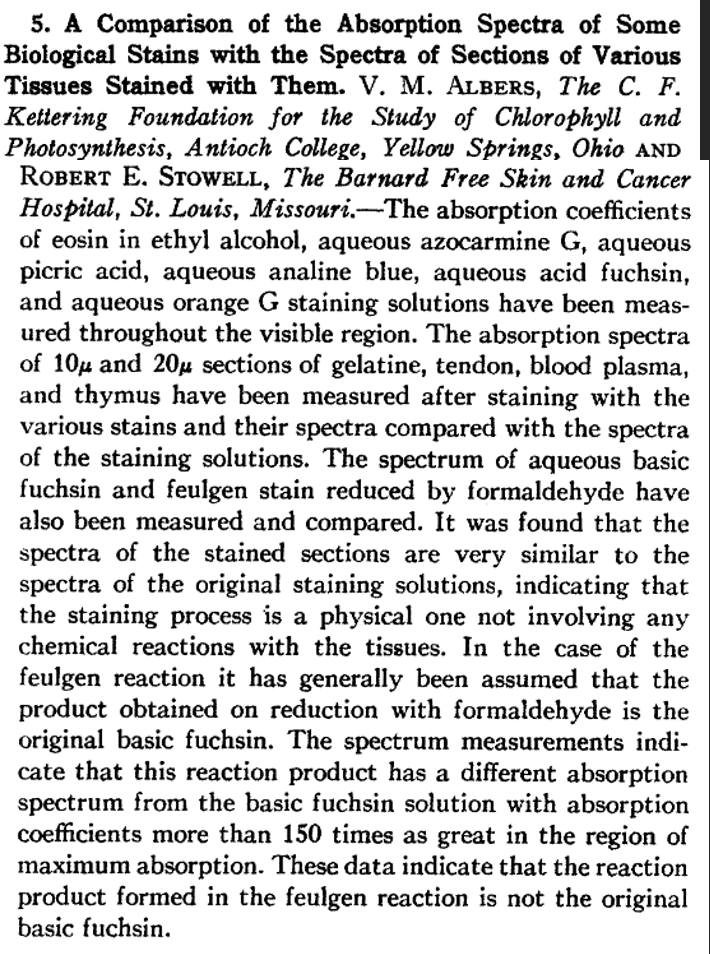 5. A Comparison of the Absorption Spectra of Some
Biological Stains with the Spectra of Sections of Various
Tissues Stained with Them. V. M. ALBERS, The C. F.
Kettering Foundation for the Study of Chlorophyll and
Photosynthesis, Antioch College, Yellow Springs, Ohio AND
ROBERT E. STOWELL, The Barnard Free Skin and Cancer
Hospital, St. Louis, Missouri.—The absorption coefficients
of eosin in ethyl alcohol, aqueous azocarmine G, aqueous
picric acid, aqueous analine blue, aqueous acid fuchsin,
and aqueous orange G staining solutions have been meas-
ured throughout the visible region. The absorption spectra
of 10μ and 20μ sections of gelatine, tendon, blood plasma,
and thymus have been measured after staining with the
various stains and their spectra compared with the spectra
of the staining solutions. The spectrum of aqueous basic
fuchsin and feulgen stain reduced by formaldehyde have
also been measured and compared. It was found that the
spectra of the stained sections are very similar to the
spectra of the original staining solutions, indicating that
the staining process is a physical one not involving any
chemical reactions with the tissues. In the case of the
feulgen reaction it has generally been assumed that the
product obtained on reduction with formaldehyde is the
original basic fuchsin. The spectrum measurements indi-
cate that this reaction product has a different absorption
spectrum from the basic fuchsin solution with absorption
coefficients more than 150 times as great in the region of
maximum absorption. These data indicate that the reaction
product formed in the feulgen reaction is not the original
basic fuchsin.